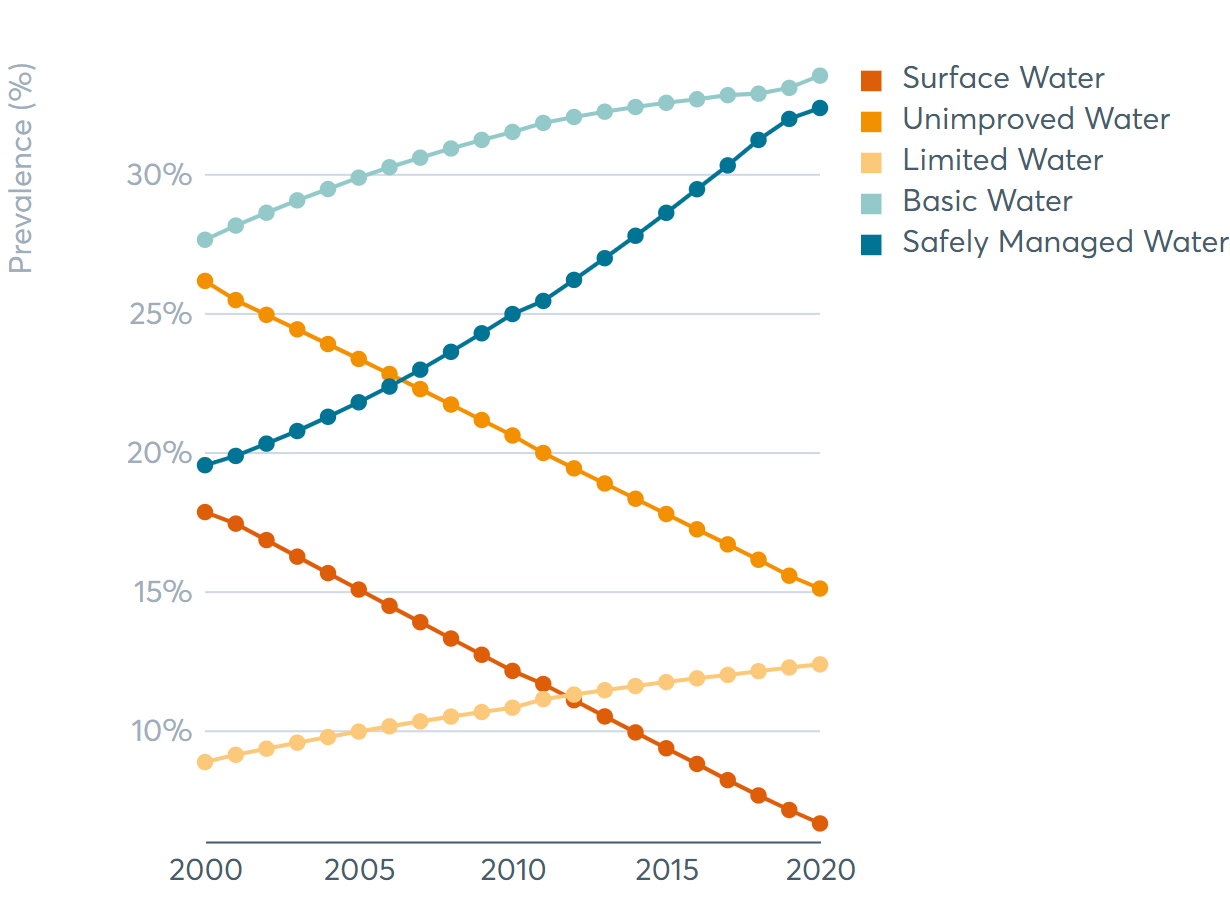 Prevalence (%)
30%
25%
20%
15%
10%
2000 2005 2010 2015 2020
Surface Water
Unimproved Water
Limited Water
Basic Water
Safely Managed Water